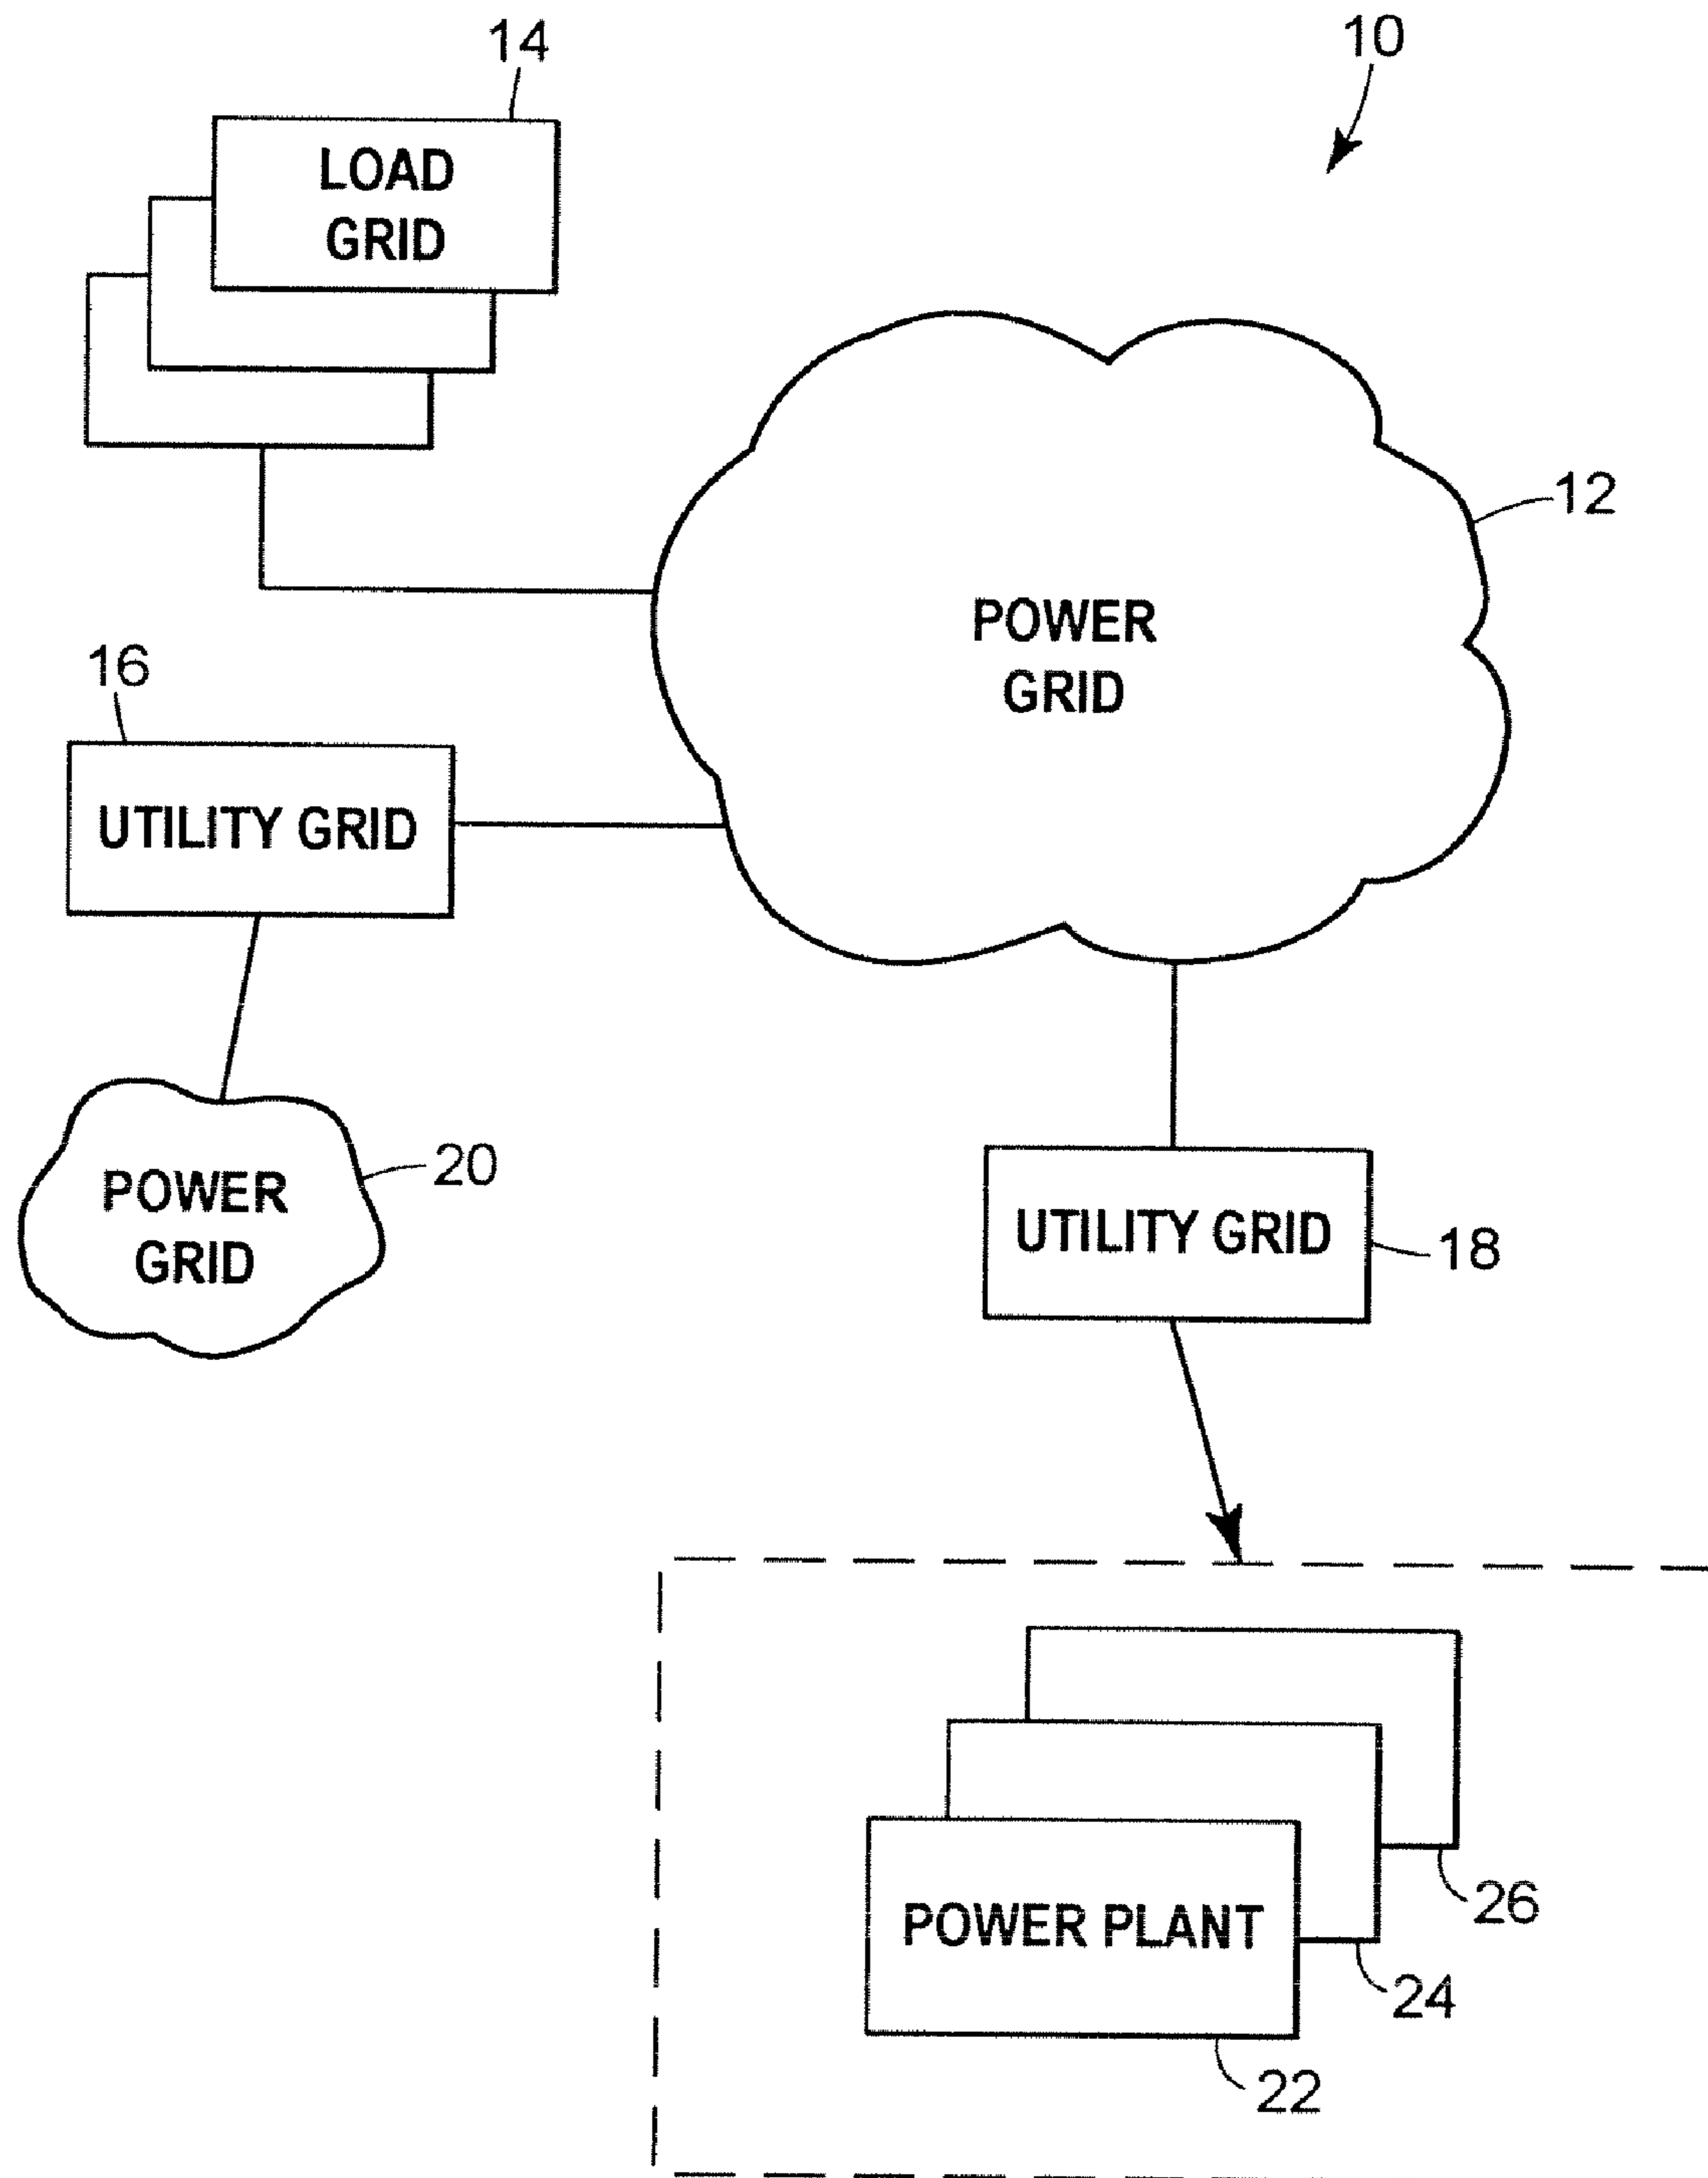 14
10
LOAD
GRID
12
POWER
GRID
16
UTILITY GRID
20
POWER
GRID
UTILITY GRID
18
POWER PLANT
26
24
22